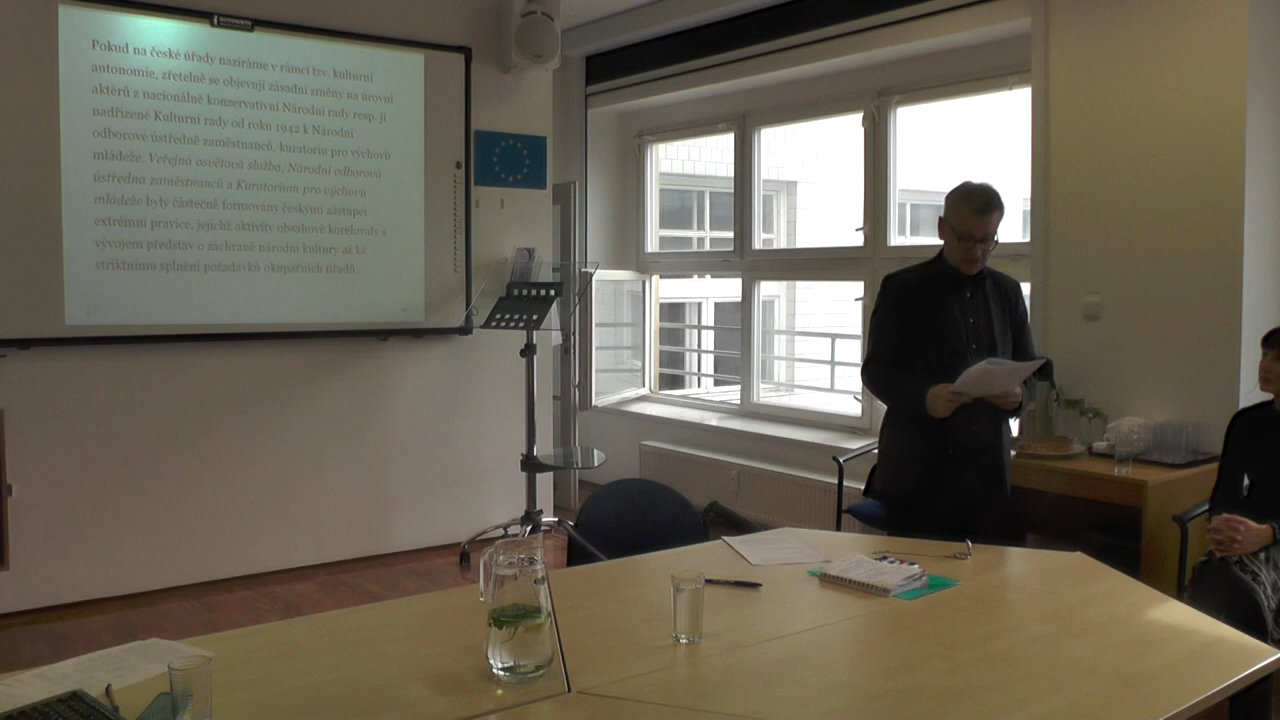 Pokud na české úřady nazíráme v rámci tzv. kulturní
autonomie, zřetelně se objevují zásadní změny na úrovni
aktérů z nacionálně konzervativní Národní rady resp. jí
nadřízené Kulturní rady od roku 1942 k Národní
odborové ústředně zaměstnanců, kuratoriu pro výchovu
mládeže. Veřejná osvětová služba, Národní odborová
ústředna zaměstnanců a Kuratorium pro výchovu
mládeže byly částečně formovány českými zástupci
extrémní pravice, jejichž aktivity obsahově korelovaly s
vývojem představ o záchraně národní kultury až ke
striktnímu splnění požadavků okupačních úřadů